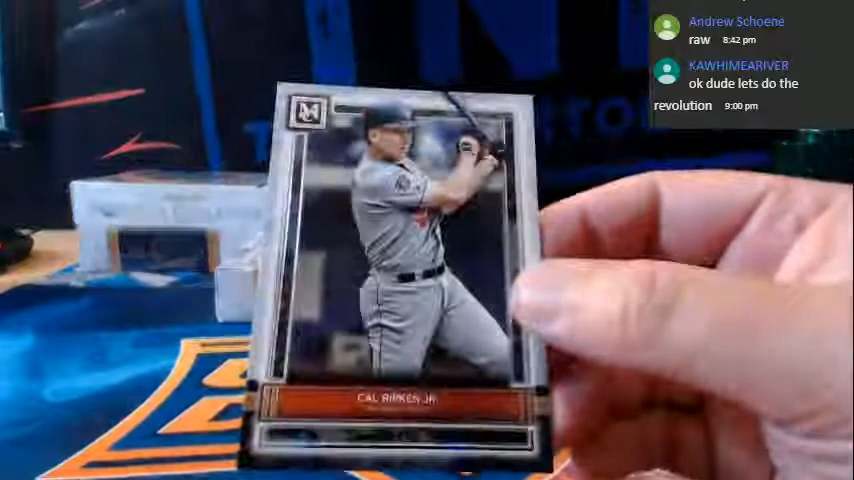 Andrew Schoene
raw 8:42 pm
KAWHIMEARIVER
ok dude lets do the
revolution 9:00 pm
M
CAL RIPKEN JR.